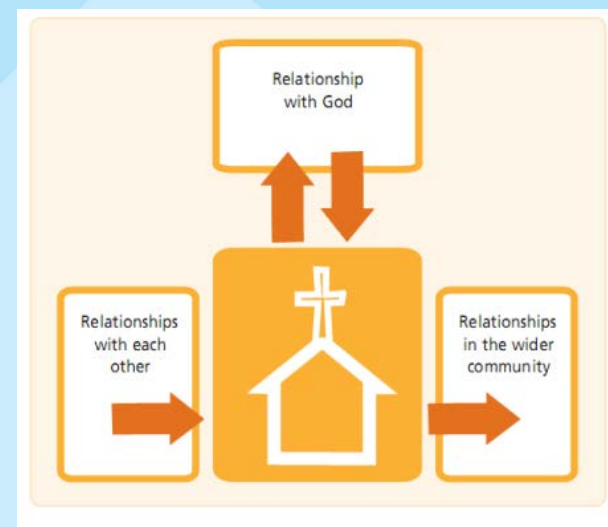 Relationship
with God
Relationships
with each
other
Relationships
in the wider
community